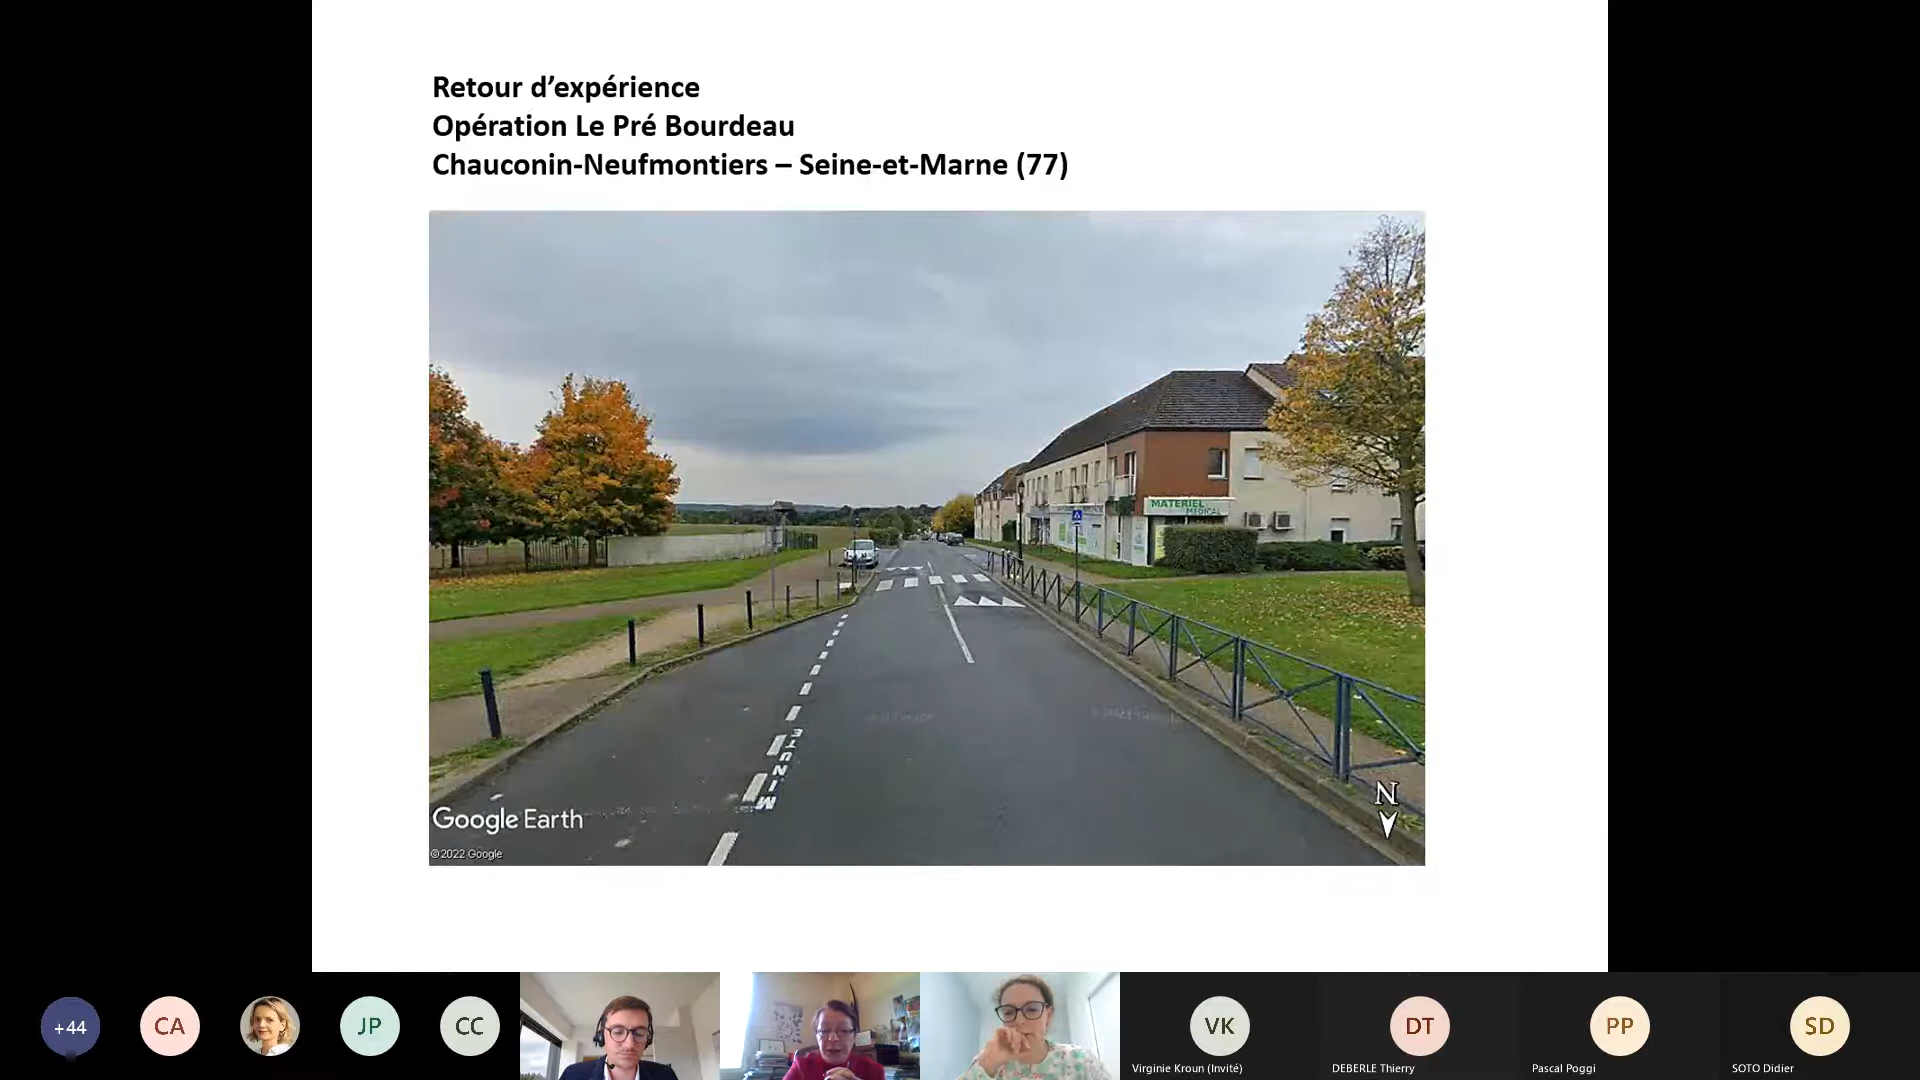 Retour d’expérience
Opération Le Pré Bourdeau
Chauconin-Neufmontiers – Seine-et-Marne (77)
MATERIEL
MEDICAL
MINUTE
N
Google Earth
©2022 Google
+44
CA
JP
CC
VK
Virginie Kroun (Invité)
DT
DEBERLE Thierry
PP
Pascal Poggi
SD
SOTO Didier